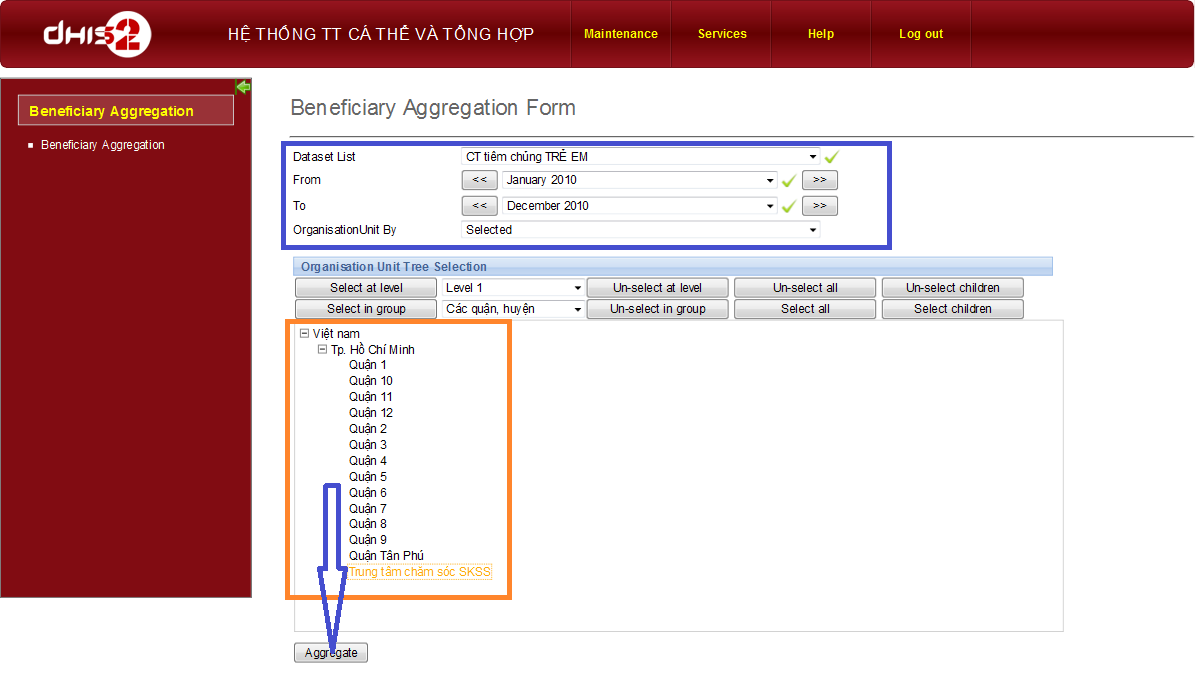 dHIS2 HỆ THỐNG TT CÁ THỂ VÀ TỔNG HỢP Maintenance Services Help Log out
Beneficiary Aggregation
Beneficiary Aggregation
Beneficiary Aggregation Form
Dataset List CT tiêm chủng TRẺ EM
From << January 2010 >>
To << December 2010 >>
OrganisationUnit By Selected
Organisation Unit Tree Selection
Select at level Level 1 Un-select at level Un-select all Un-select children
Select in group Các quận, huyện Un-select in group Select all Select children
Việt nam
Tp. Hồ Chí Minh
Quận 1
Quận 10
Quận 11
Quận 12
Quận 2
Quận 3
Quận 4
Quận 5
Quận 6
Quận 7
Quận 8
Quận 9
Quận Tân Phú
Trung tâm chăm sóc SKSS
Aggregate